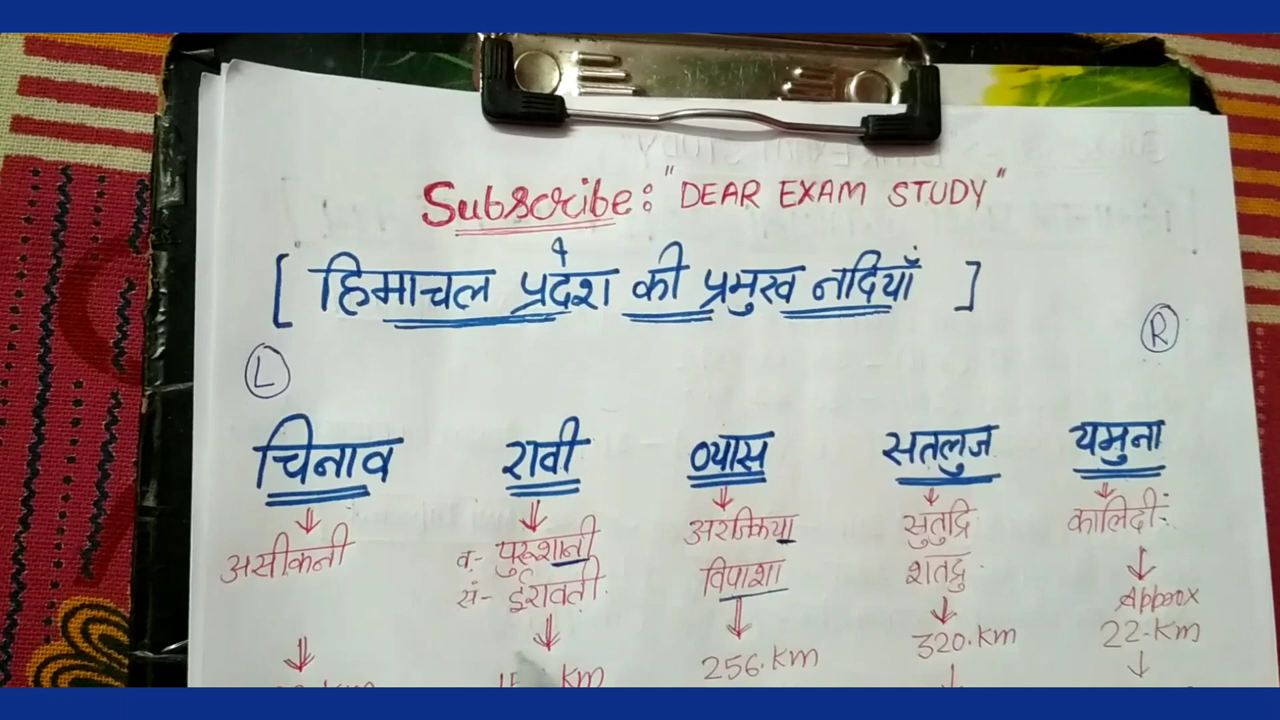 Subscribe: "DEAR EXAM STUDY"
[ हिमाचल प्रदेश की प्रमुख नदियाँ ]
L R
चिनाव रावी व्यास सतलुज यमुना
असीकनी व.- पुरूशानी अरजिकिया सुतुद्रि कालिदी:
सं- ईरावती विपाशा शतद्रु
Approx
256.Km 320.Km 22.Km
Km